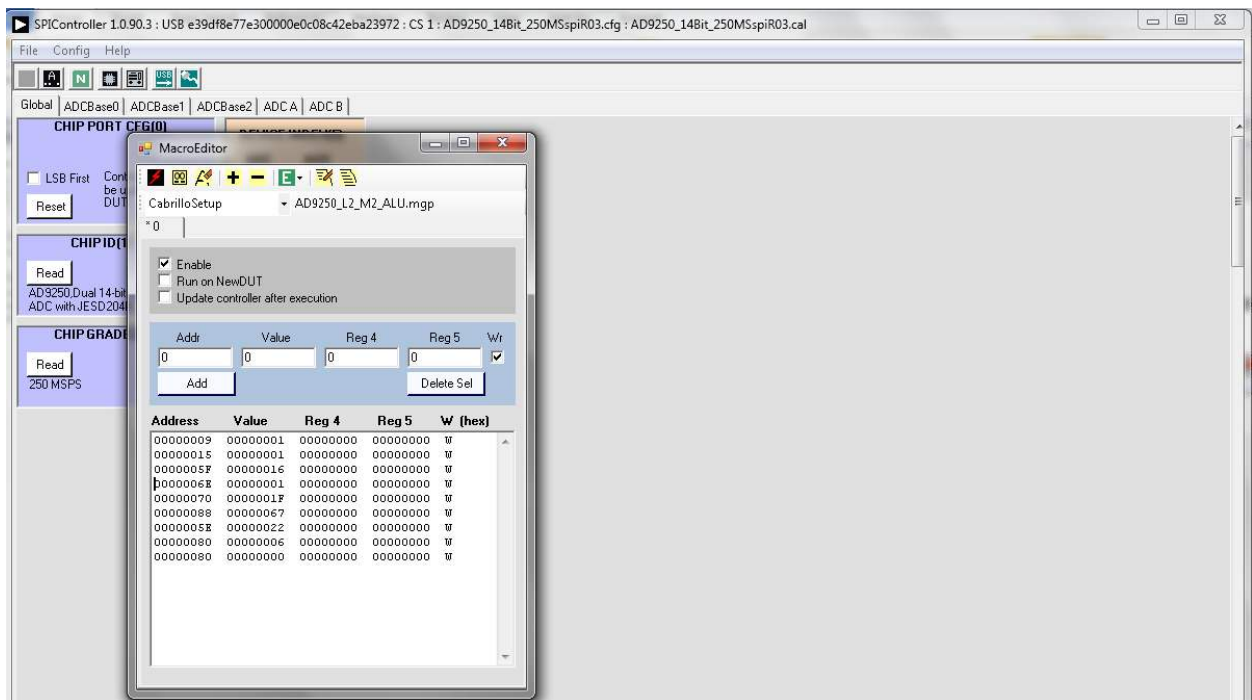 SPIController 1.0.90.3 : USB e39df8e77e300000e0c08c42eba23972 : CS 1 : AD9250_14Bit_250MSspiR03.cfg : AD9250_14Bit_250MSspiR03.cal
File Config Help
Global ADCBase0 ADCBase1 ADCBase2 ADC A ADC B
CHIP PORT CFG(0)
LSB First
Reset
CHIP ID(1
Read
AD9250,Dual 14-bit
ADC with JESD204
CHIP GRADE
Read
250 MSPS
MacroEditor
CabrilloSetup AD9250_L2_M2_ALU.mgp
* 0
Enable
Run on NewDUT
Update controller after execution
Addr Value Reg 4 Reg 5 Wr
0 0 0 0
Add Delete Sel
Address Value Reg 4 Reg 5 W (hex)
00000009 00000001 00000000 00000000 W
00000015 00000001 00000000 00000000 W
0000005F 00000016 00000000 00000000 W
0000006E 00000001 00000000 00000000 W
00000070 0000001F 00000000 00000000 W
00000088 00000067 00000000 00000000 W
0000005E 00000022 00000000 00000000 W
00000080 00000006 00000000 00000000 W
00000080 00000000 00000000 00000000 W